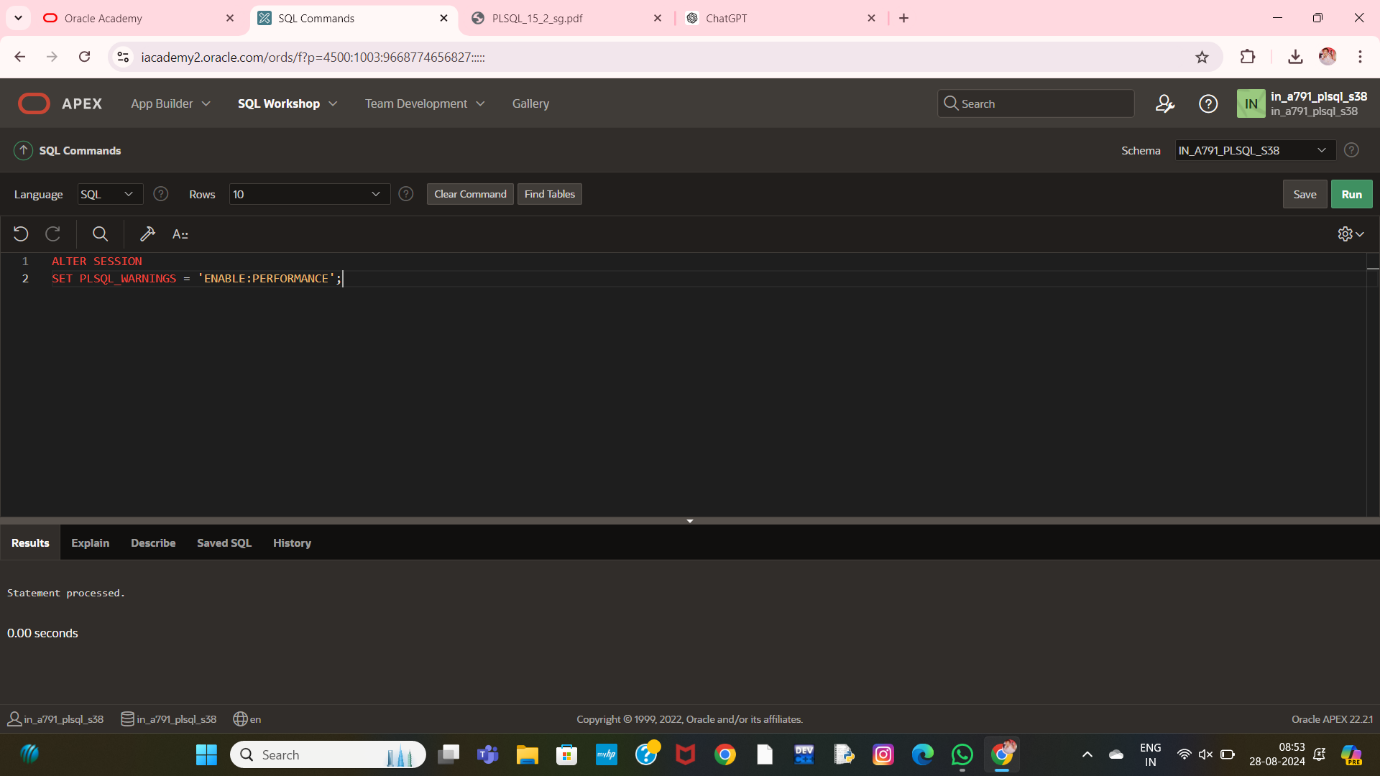 Oracle Academy
SQL Commands
PLSQL_15_2_sg.pdf
ChatGPT
iacademy2.oracle.com/ords/f?p=4500:1003:9668774656827:::::
APEX
App Builder
SQL Workshop
Team Development
Gallery
Search
IN
in_a791_plsql_s38
in_a791_plsql_s38
SQL Commands
Schema
IN_A791_PLSQL_S38
Language
SQL
Rows
10
Clear Command
Find Tables
Save
Run
1 ALTER SESSION
2 SET PLSQL_WARNINGS = 'ENABLE:PERFORMANCE';
Results
Explain
Describe
Saved SQL
History
Statement processed.
0.00 seconds
in_a791_plsql_s38
in_a791_plsql_s38
en
Copyright © 1999, 2022, Oracle and/or its affiliates.
Oracle APEX 22.2.1
Search
myhp
DEV
ENG
IN
08:53
28-08-2024
PRE